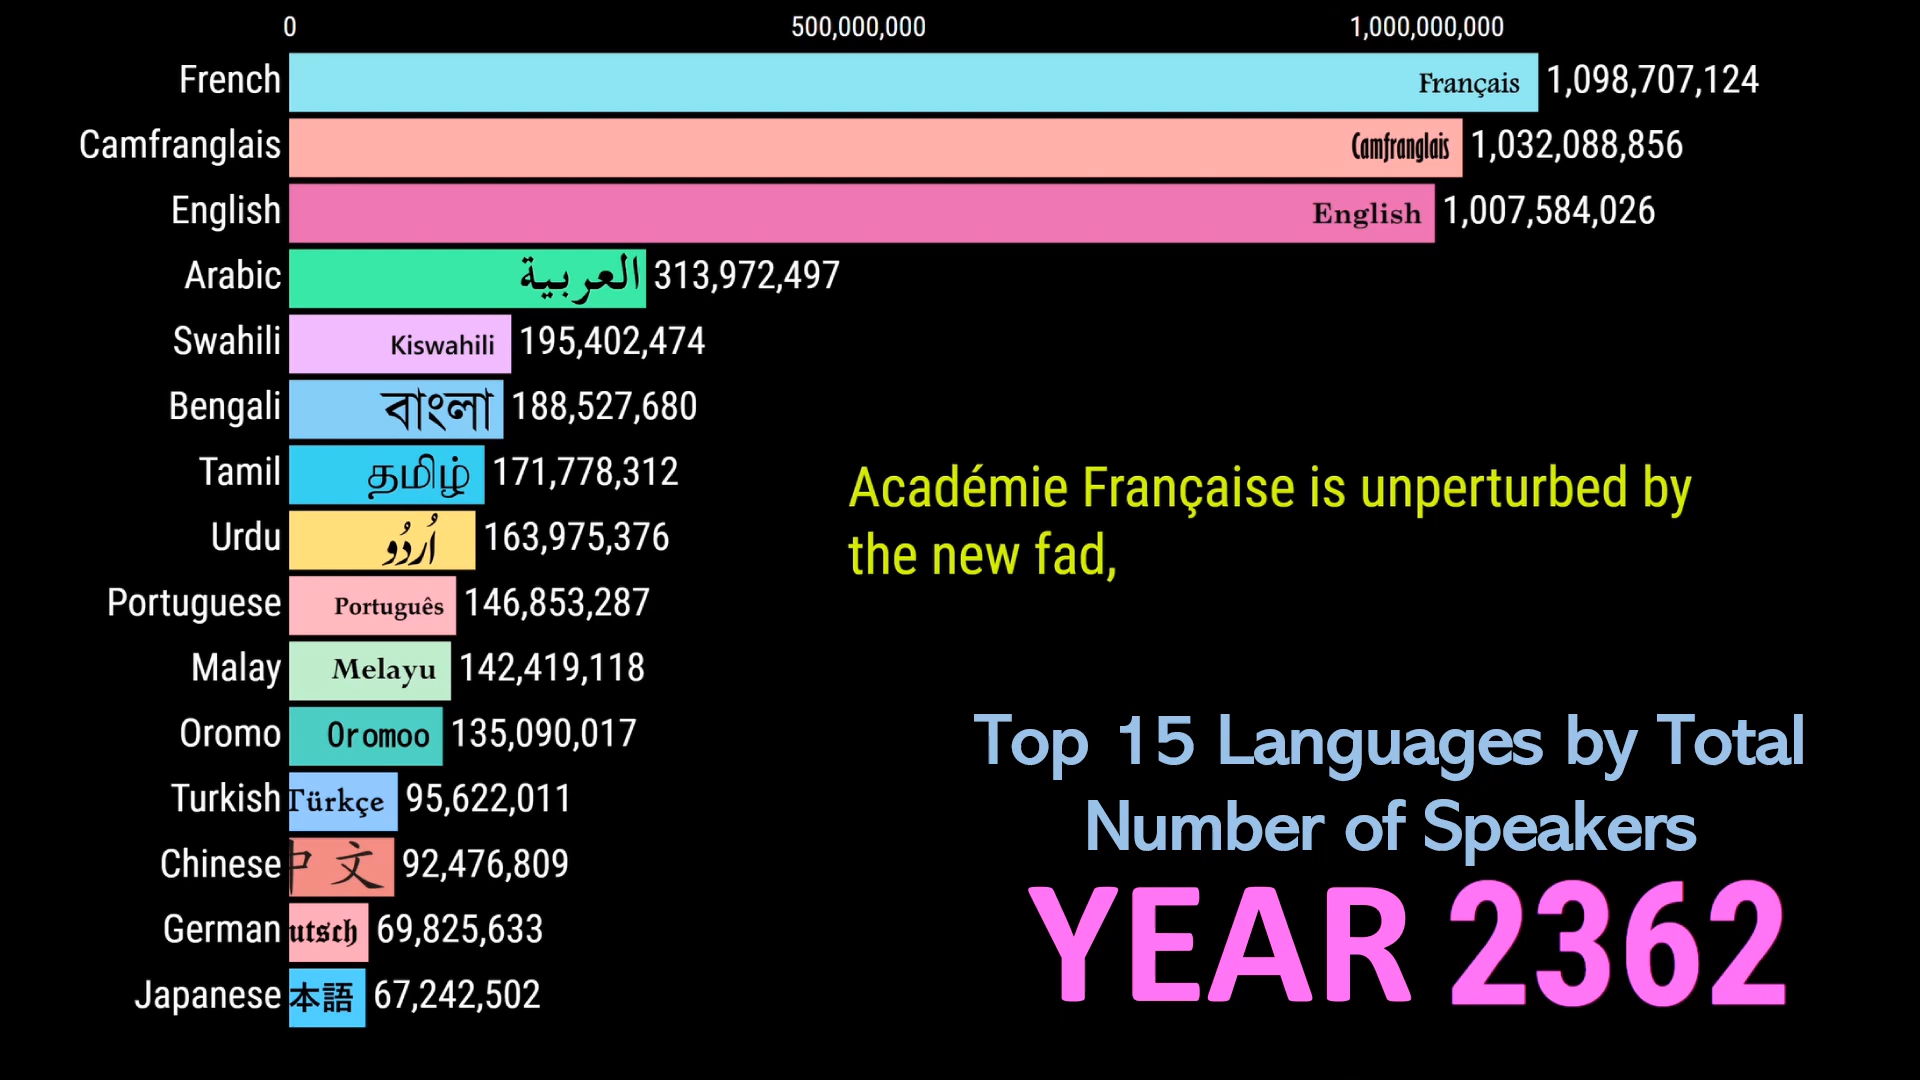 0 500,000,000 1,000,000,000
French Français 1,098,707,124
Camfranglais Camfranglais 1,032,088,856
English English 1,007,584,026
Arabic العربية 313,972,497
Swahili Kiswahili 195,402,474
Bengali বাংলা 188,527,680
Tamil தமிழ் 171,778,312
Urdu اُردُو 163,975,376
Portuguese Português 146,853,287
Malay Melayu 142,419,118
Oromo Oromoo 135,090,017
Turkish Türkçe 95,622,011
Chinese 中文 92,476,809
German utsch 69,825,633
Japanese 本語 67,242,502
Académie Française is unperturbed by
the new fad,
Top 15 Languages by Total
Number of Speakers
YEAR 2362